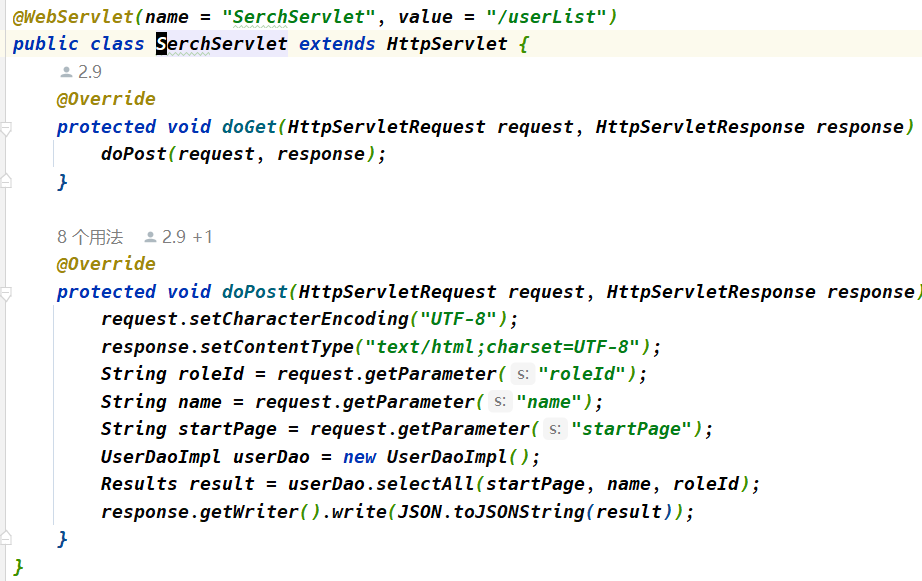 @WebServlet(name = "SerchServlet", value = "/userList")
public class SerchServlet extends HttpServlet {
2.9
@Override
protected void doGet(HttpServletRequest request, HttpServletResponse response)
doPost(request, response);
}
8 个用法 2.9 +1
@Override
protected void doPost(HttpServletRequest request, HttpServletResponse response)
request.setCharacterEncoding("UTF-8");
response.setContentType("text/html;charset=UTF-8");
String roleId = request.getParameter( s: "roleId");
String name = request.getParameter( s: "name");
String startPage = request.getParameter( s: "startPage");
UserDaoImpl userDao = new UserDaoImpl();
Results result = userDao.selectAll(startPage, name, roleId);
response.getWriter().write(JSON.toJSONString(result));
}
}